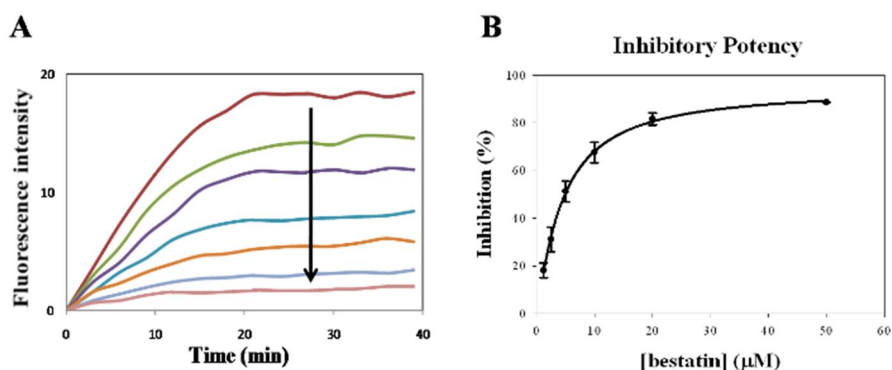 A
Fluorescence intensity
20
10
0
0 10 20 30 40
Time (min)
B
Inhibitory Potency
Inhibition (%)
100
80
60
40
20
0
0 10 20 30 40 50 60
[bestatin] (μM)